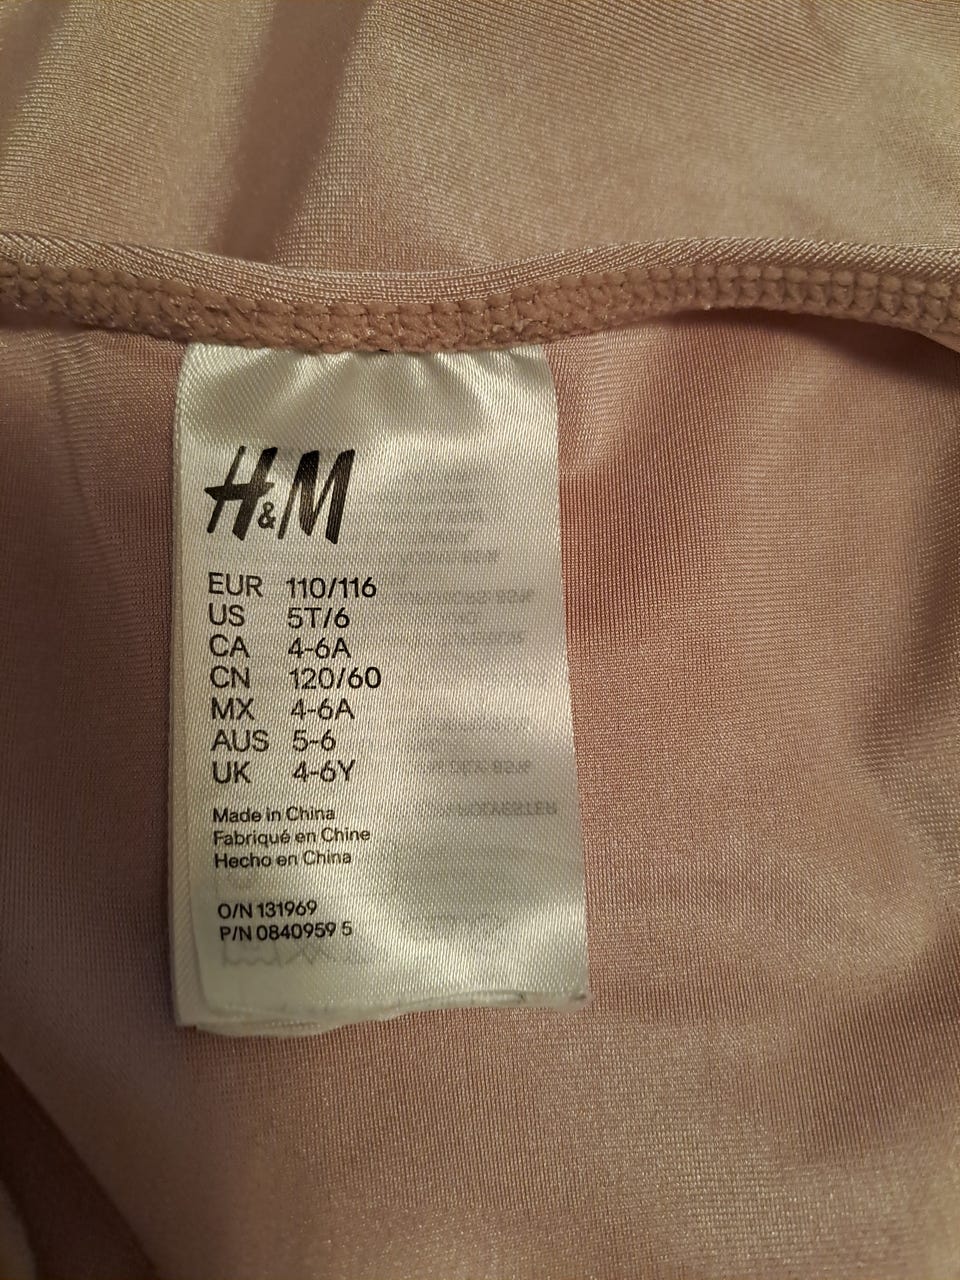 H&M
EUR 110/116
US 5T/6
CA 4-6A
CN 120/60
MX 4-6A
AUS 5-6
UK 4-6Y
Made in China
Fabriqué en Chine
Hecho en China
O/N 131969
P/N 0840959 5